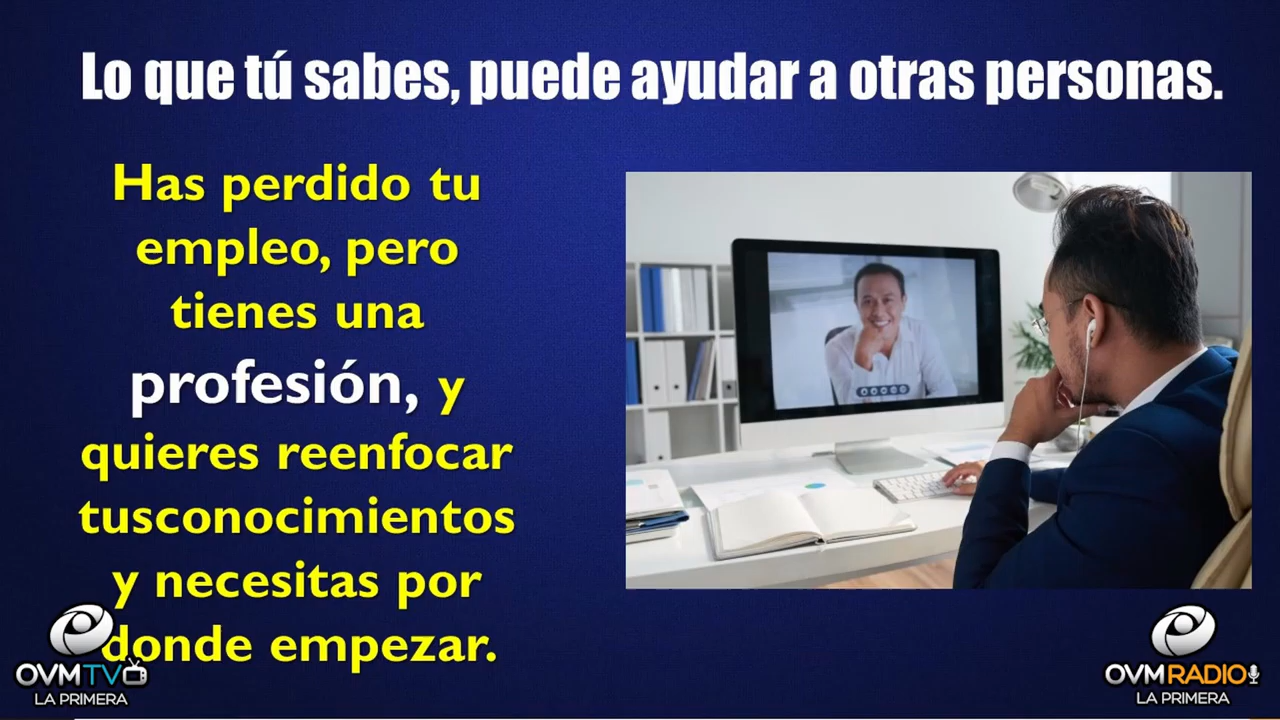 Lo que tú sabes, puede ayudar a otras personas.
Has perdido tu
empleo, pero
tienes una
profesión, y
quieres reenfocar
tusconocimientos
y necesitas por
donde empezar.
OVMTV
LA PRIMERA
OVMRADIO
LA PRIMERA